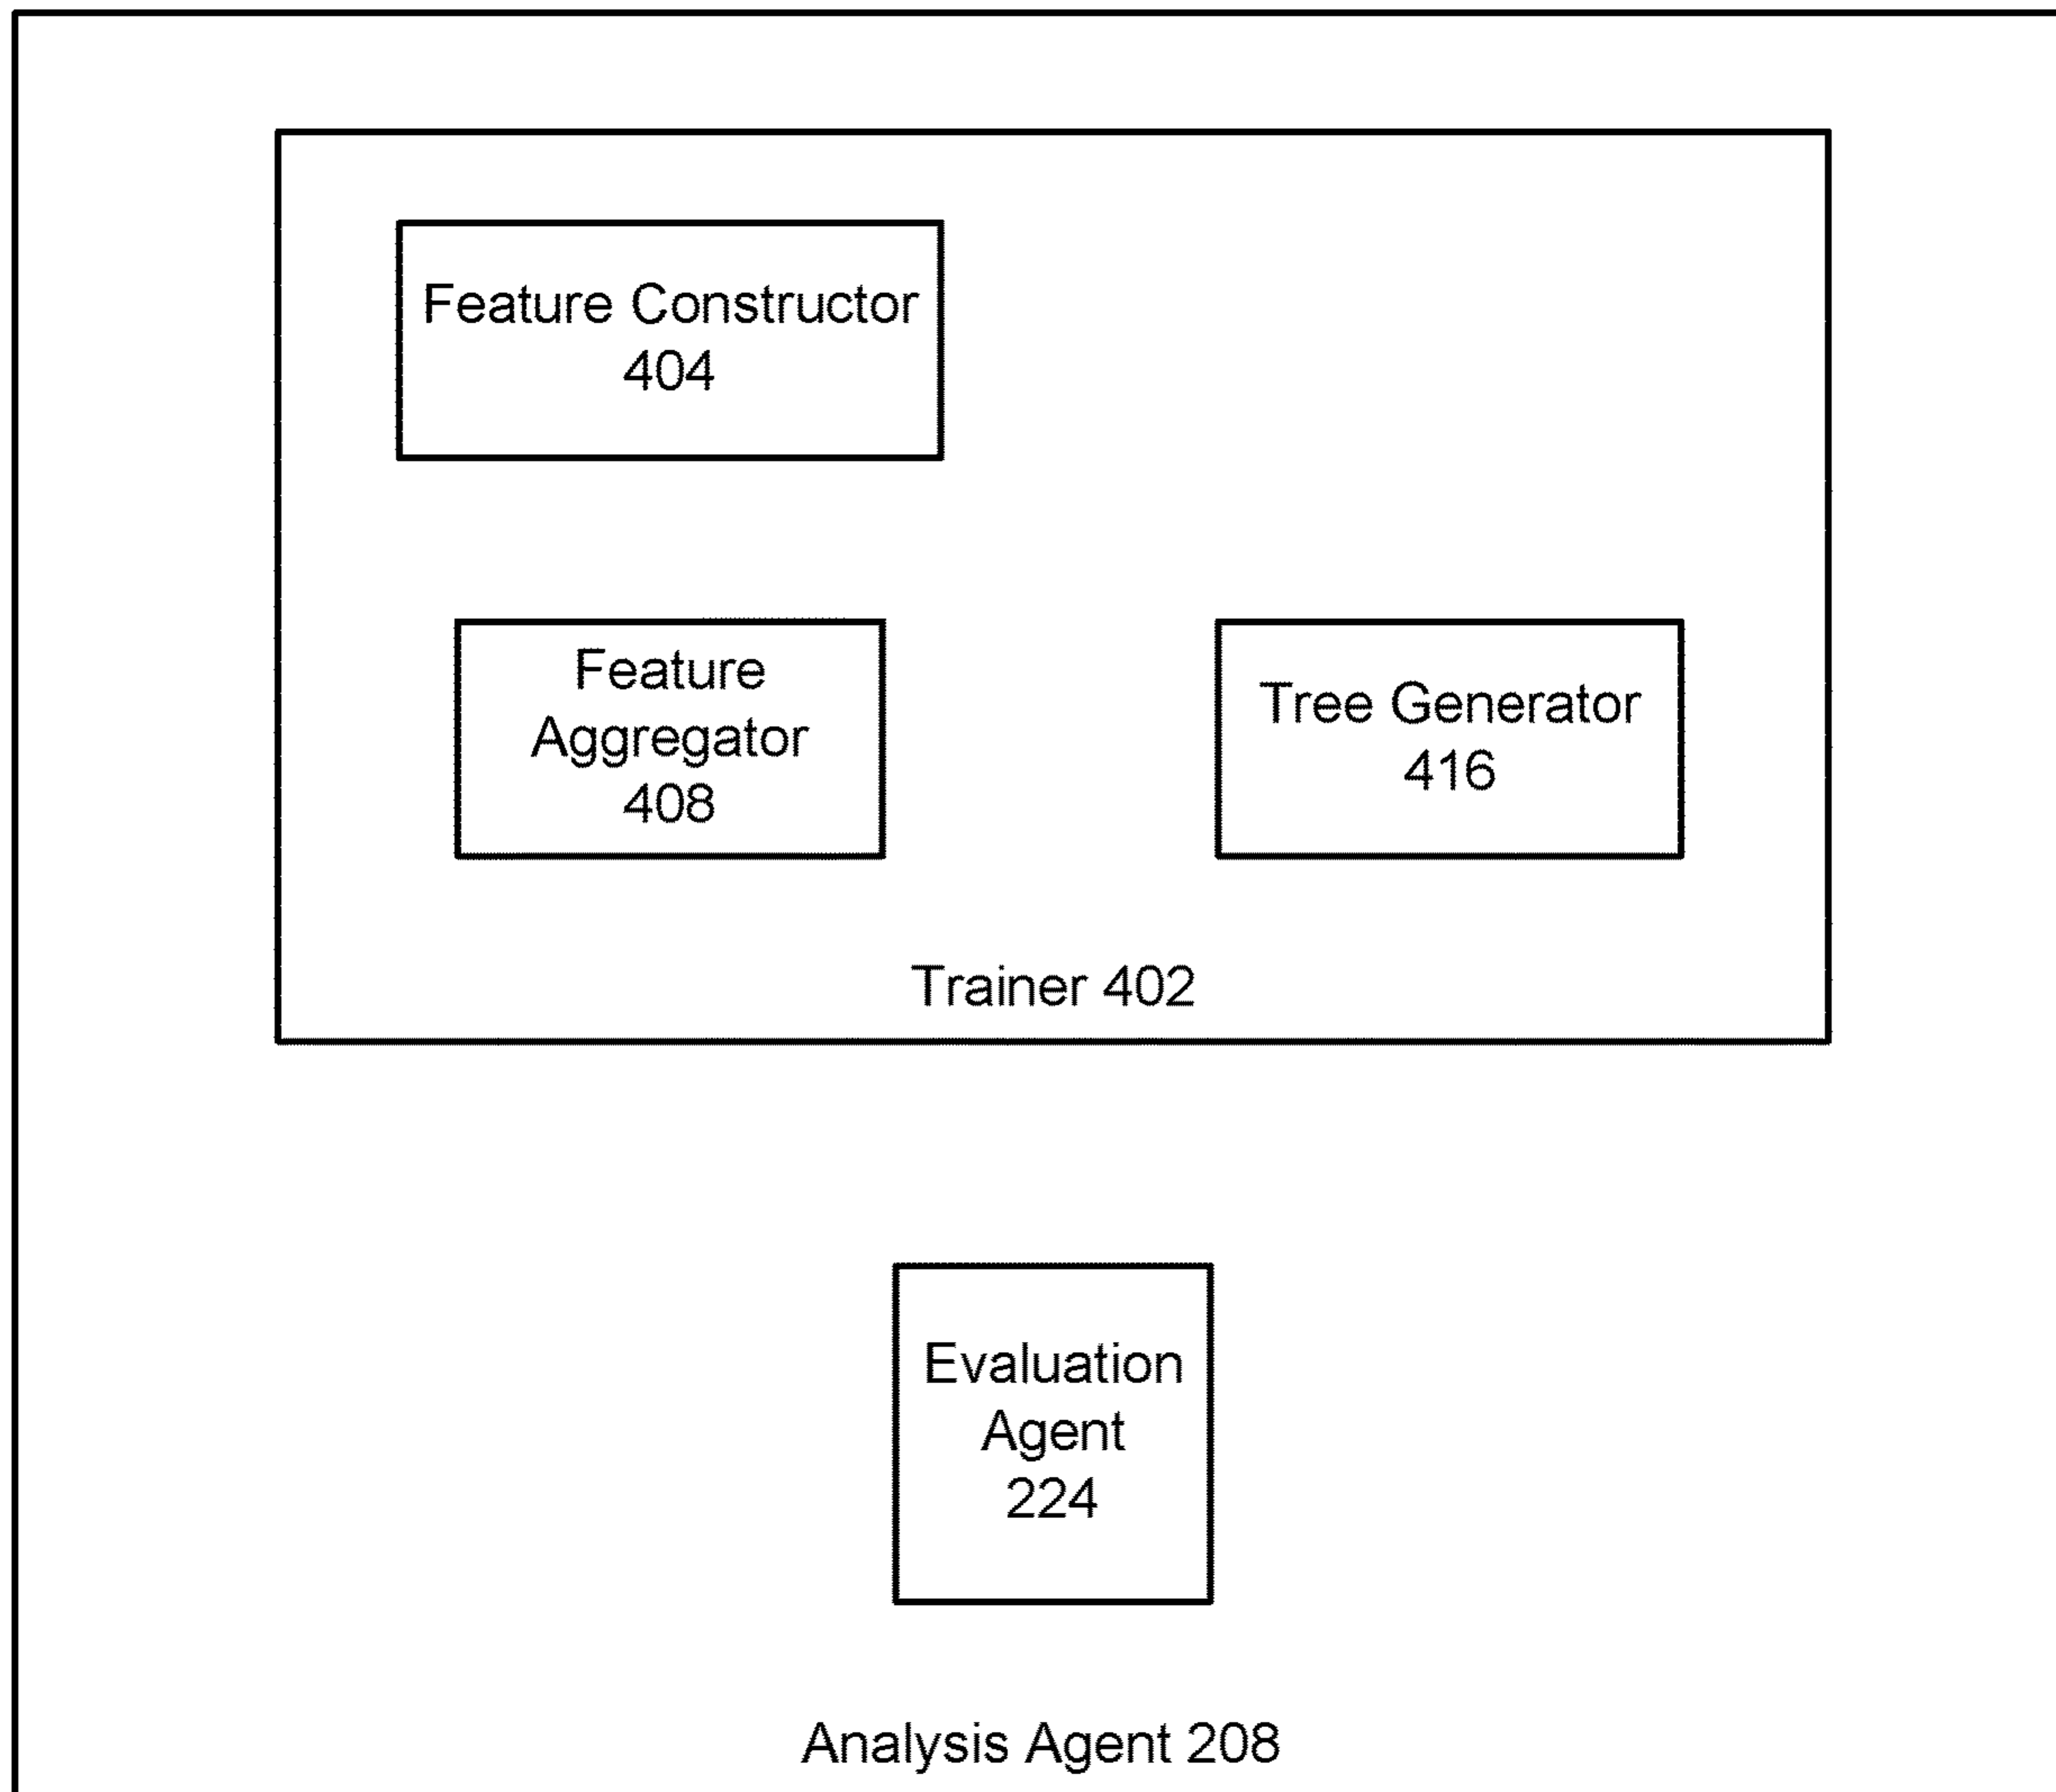 Feature Constructor
404
Feature
Aggregator
408
Tree Generator
416
Trainer 402
Evaluation
Agent
224
Analysis Agent 208